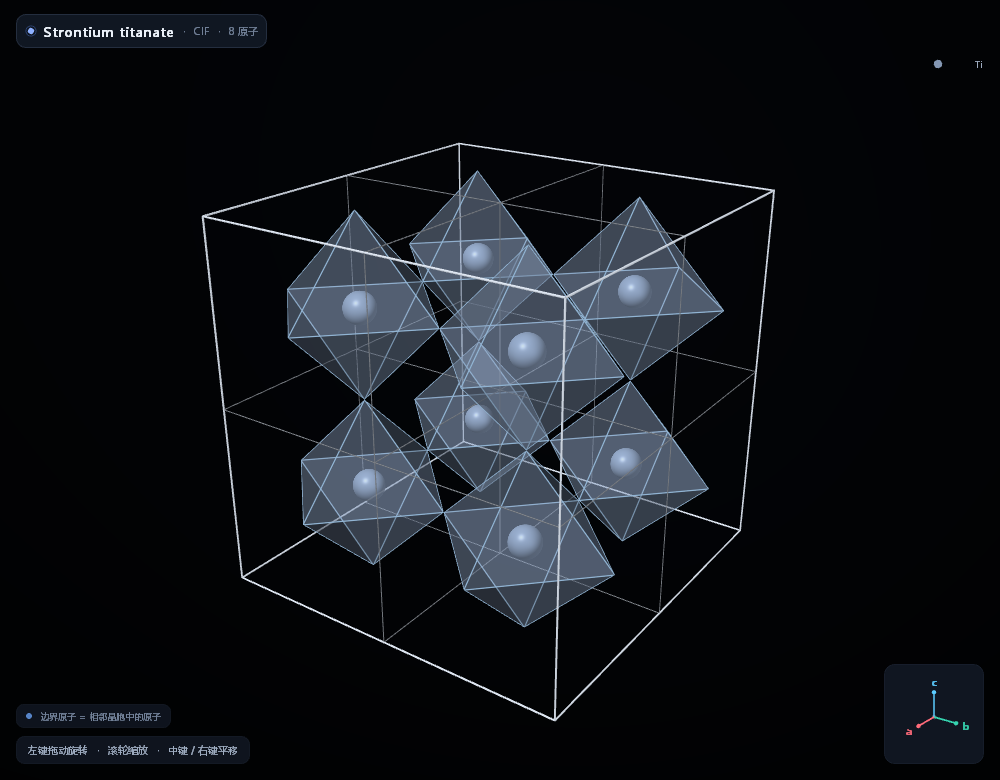 Strontium titanate · CIF · 8 原子
Ti
c
b
a
边界原子 = 相邻晶胞中的原子
左键拖动旋转 · 滚轮缩放 · 中键 / 右键平移